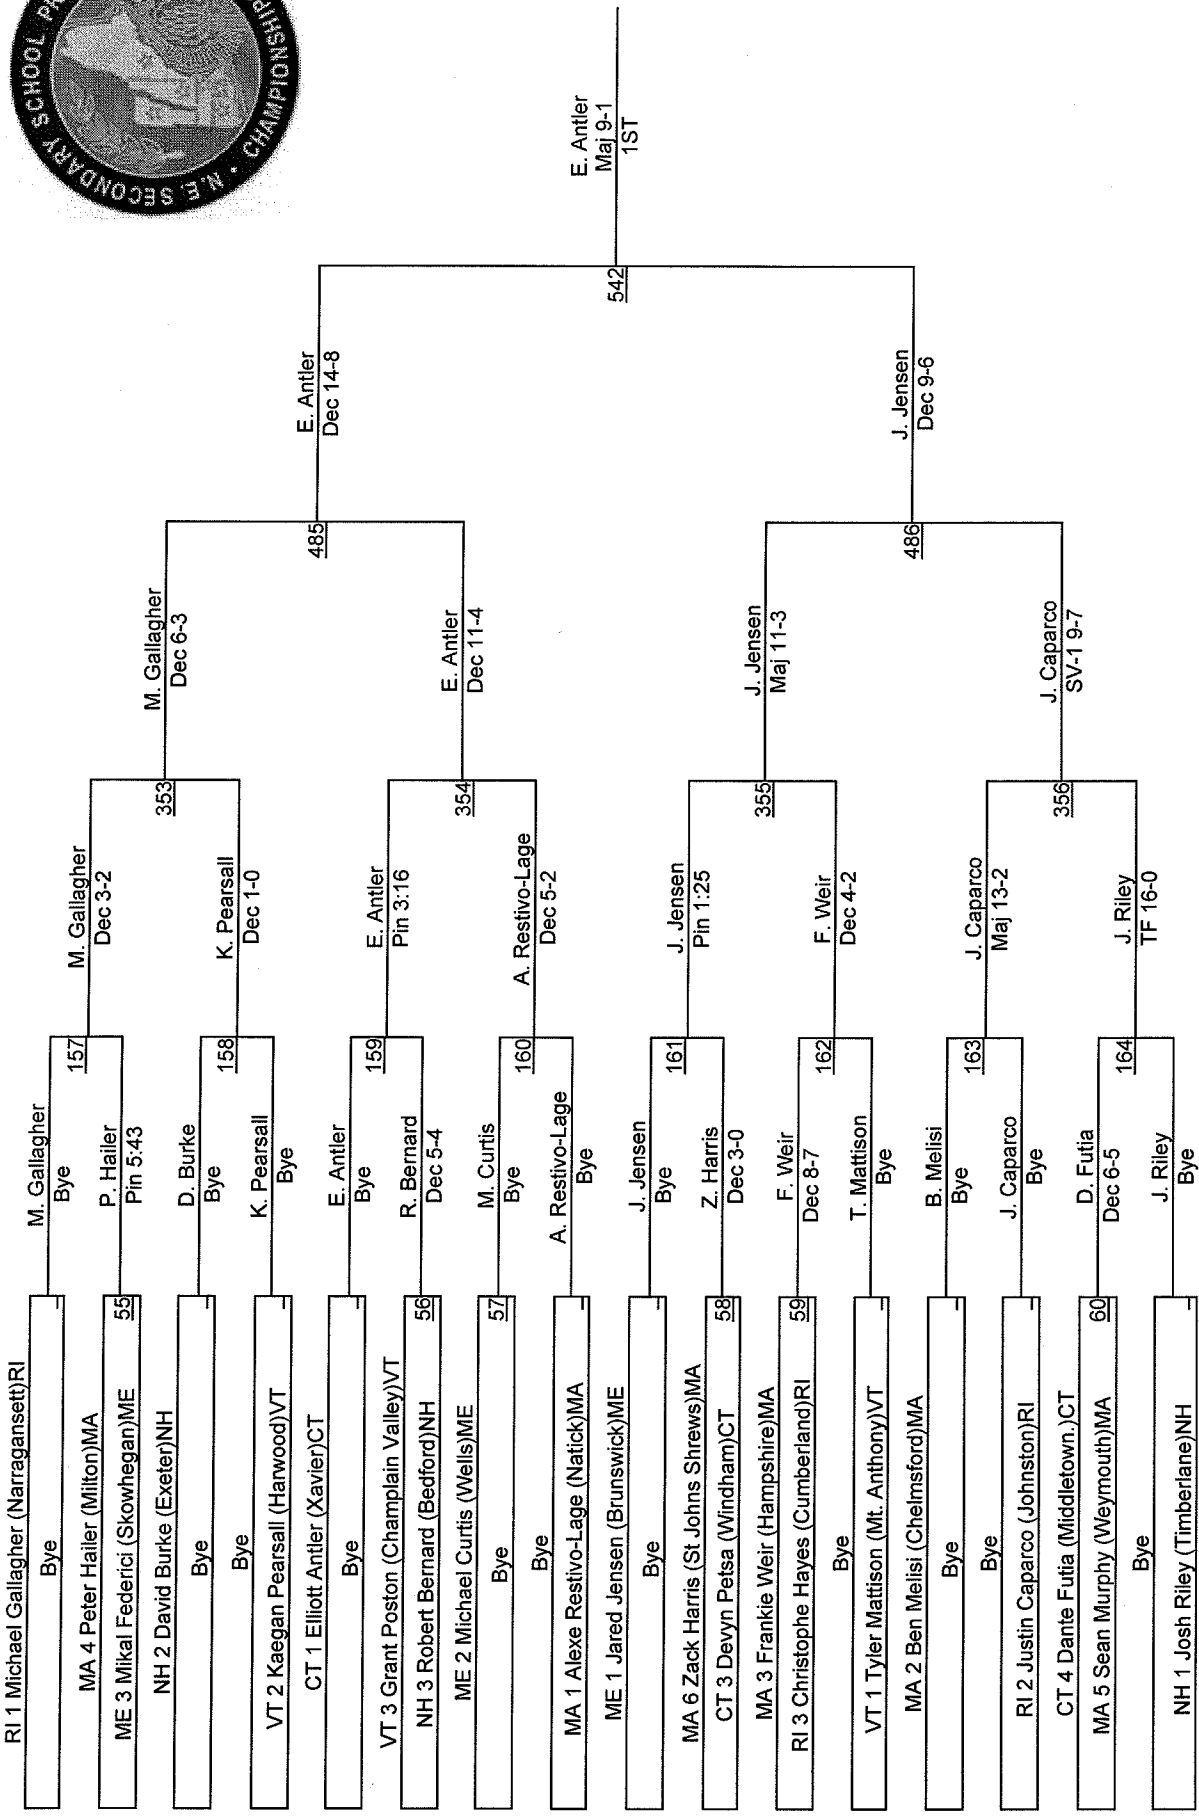 N.E. SECONDARY SCHOOL PR
CHAMPIONSHIP
RI 1 Michael Gallagher (Narragansett)RI
Bye
MA 4 Peter Hailer (Milton)MA
ME 3 Mikal Federici (Skowhegan)ME
55
NH 2 David Burke (Exeter)NH
Bye
Bye
VT 2 Kaegan Pearsall (Harwood)VT
CT 1 Elliott Antler (Xavier)CT
Bye
VT 3 Grant Poston (Champlain Valley)VT
NH 3 Robert Bernard (Bedford)NH
56
ME 2 Michael Curtis (Wells)ME
Bye
57
Bye
MA 1 Alexe Restivo-Lage (Natick)MA
ME 1 Jared Jensen (Brunswick)ME
Bye
MA 6 Zack Harris (St Johns Shrews)MA
CT 3 Devyn Petsa (Windham)CT
58
MA 3 Frankie Weir (Hampshire)MA
RI 3 Christophe Hayes (Cumberland)RI
59
Bye
VT 1 Tyler Mattison (Mt. Anthony)VT
MA 2 Ben Melisi (Chelmsford)MA
Bye
Bye
RI 2 Justin Caparco (Johnston)RI
CT 4 Dante Futia (Middletown.)CT
MA 5 Sean Murphy (Weymouth)MA
60
Bye
NH 1 Josh Riley (Timberlane)NH
M. Gallagher
Bye
157
P. Hailer
Pin 5:43
D. Burke
Bye
158
K. Pearsall
Bye
E. Antler
Bye
159
R. Bernard
Dec 5-4
M. Curtis
Bye
160
A. Restivo-Lage
Bye
J. Jensen
Bye
161
Z. Harris
Dec 3-0
F. Weir
Dec 8-7
162
T. Mattison
Bye
B. Melisi
Bye
163
J. Caparco
Bye
D. Futia
Dec 6-5
164
J. Riley
Bye
M. Gallagher
Dec 3-2
353
K. Pearsall
Dec 1-0
E. Antler
Pin 3:16
354
A. Restivo-Lage
Dec 5-2
J. Jensen
Pin 1:25
355
F. Weir
Dec 4-2
J. Caparco
Maj 13-2
356
J. Riley
TF 16-0
M. Gallagher
Dec 6-3
485
E. Antler
Dec 11-4
J. Jensen
Maj 11-3
486
J. Caparco
SV-1 9-7
E. Antler
Dec 14-8
542
J. Jensen
Dec 9-6
E. Antler
Maj 9-1
1ST